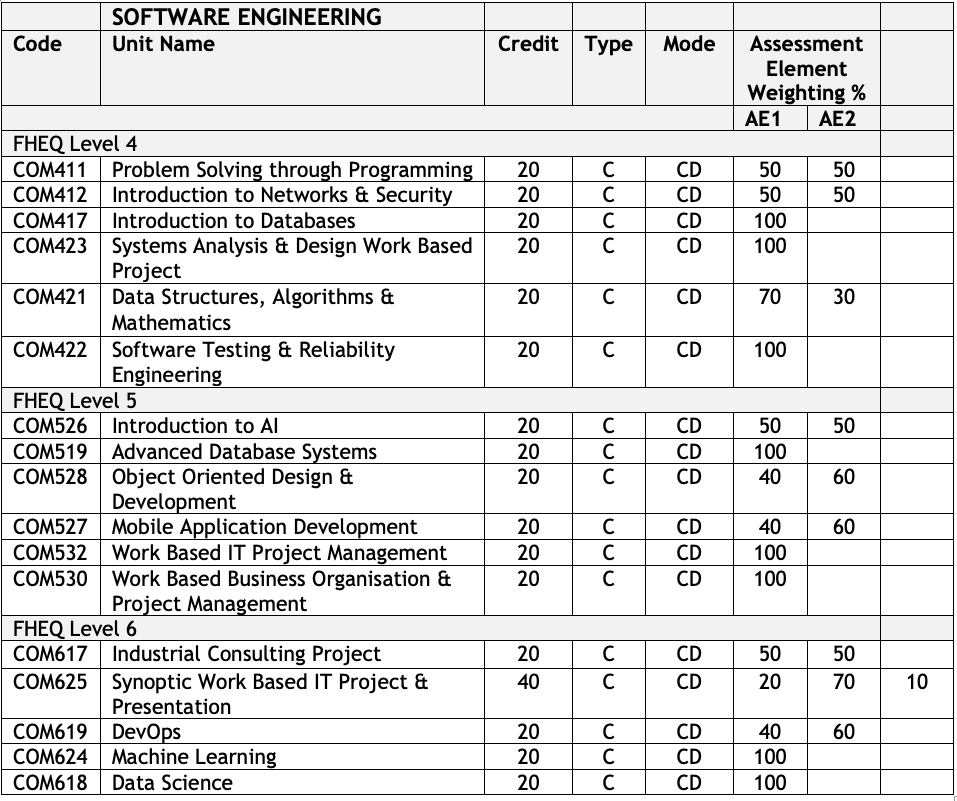 SOFTWARE ENGINEERING
Code Unit Name Credit Type Mode Assessment
Element
Weighting %
AE1 AE2
FHEQ Level 4
COM411 Problem Solving through Programming 20 C CD 50 50
COM412 Introduction to Networks & Security 20 C CD 50 50
COM417 Introduction to Databases 20 C CD 100
COM423 Systems Analysis & Design Work Based 20 C CD 100
Project
COM421 Data Structures, Algorithms & 20 C CD 70 30
Mathematics
COM422 Software Testing & Reliability 20 C CD 100
Engineering
FHEQ Level 5
COM526 Introduction to AI 20 C CD 50 50
COM519 Advanced Database Systems 20 C CD 100
COM528 Object Oriented Design & 20 C CD 40 60
Development
COM527 Mobile Application Development 20 C CD 40 60
COM532 Work Based IT Project Management 20 C CD 100
COM530 Work Based Business Organisation & 20 C CD 100
Project Management
FHEQ Level 6
COM617 Industrial Consulting Project 20 C CD 50 50
COM625 Synoptic Work Based IT Project & 40 C CD 20 70 10
Presentation
COM619 DevOps 20 C CD 40 60
COM624 Machine Learning 20 C CD 100
COM618 Data Science 20 C CD 100